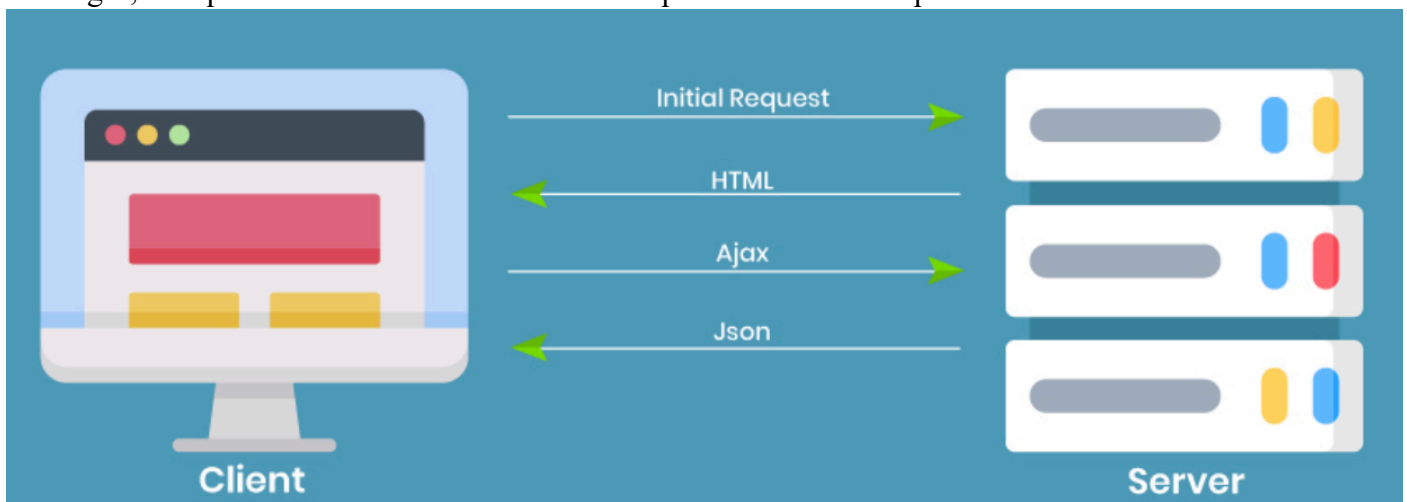 Initial Request
HTML
Ajax
Json
Client
Server